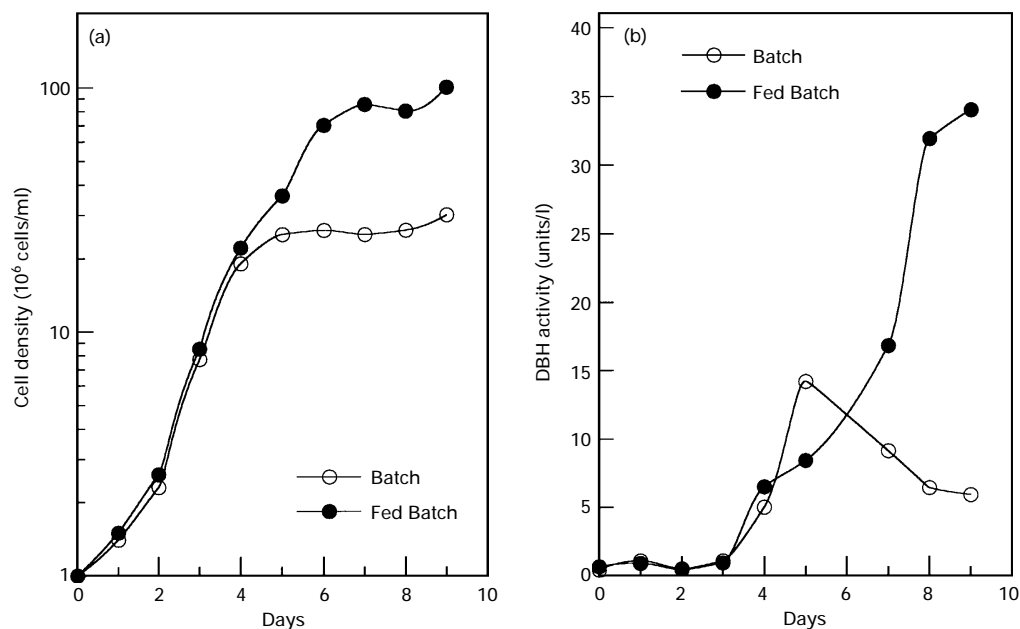 (a)
100
10
1
Cell density (10⁶ cells/ml)
Batch
Fed Batch
0 2 4 6 8 10
Days
(b)
Batch
Fed Batch
40
35
30
25
20
15
10
5
0
DBH activity (units/l)
0 2 4 6 8 10
Days